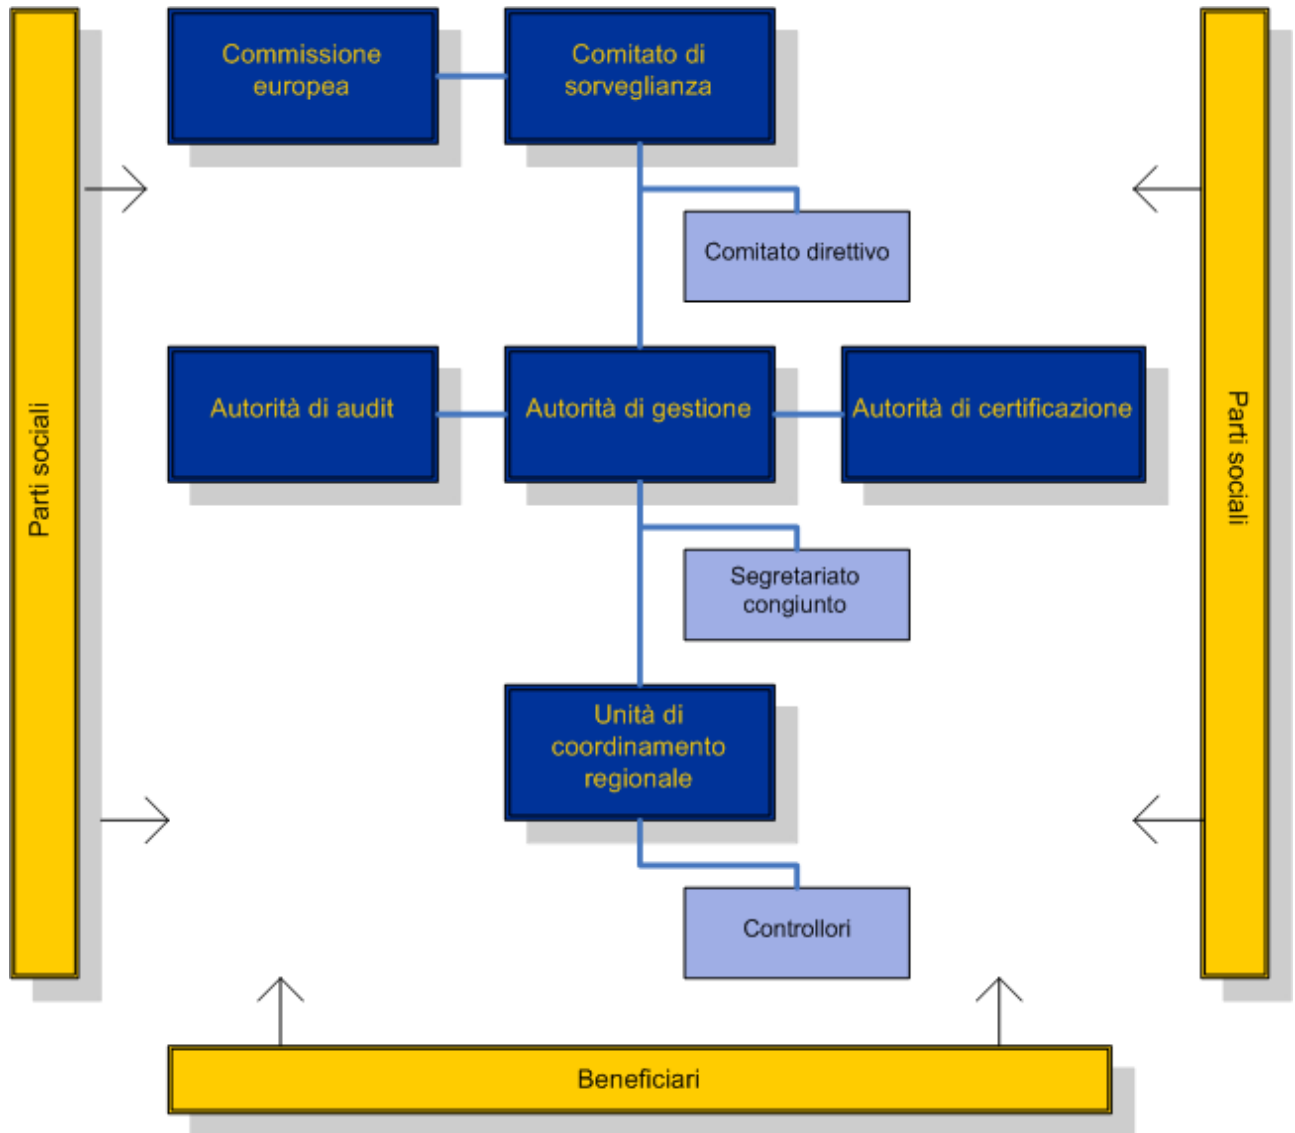 Commissione
europea
Comitato di
sorveglianza
Comitato direttivo
Autorità di audit
Autorità di gestione
Autorità di certificazione
Parti sociali
Parti sociali
Segretariato
congiunto
Unità di
coordinamento
regionale
Controllori
Beneficiari